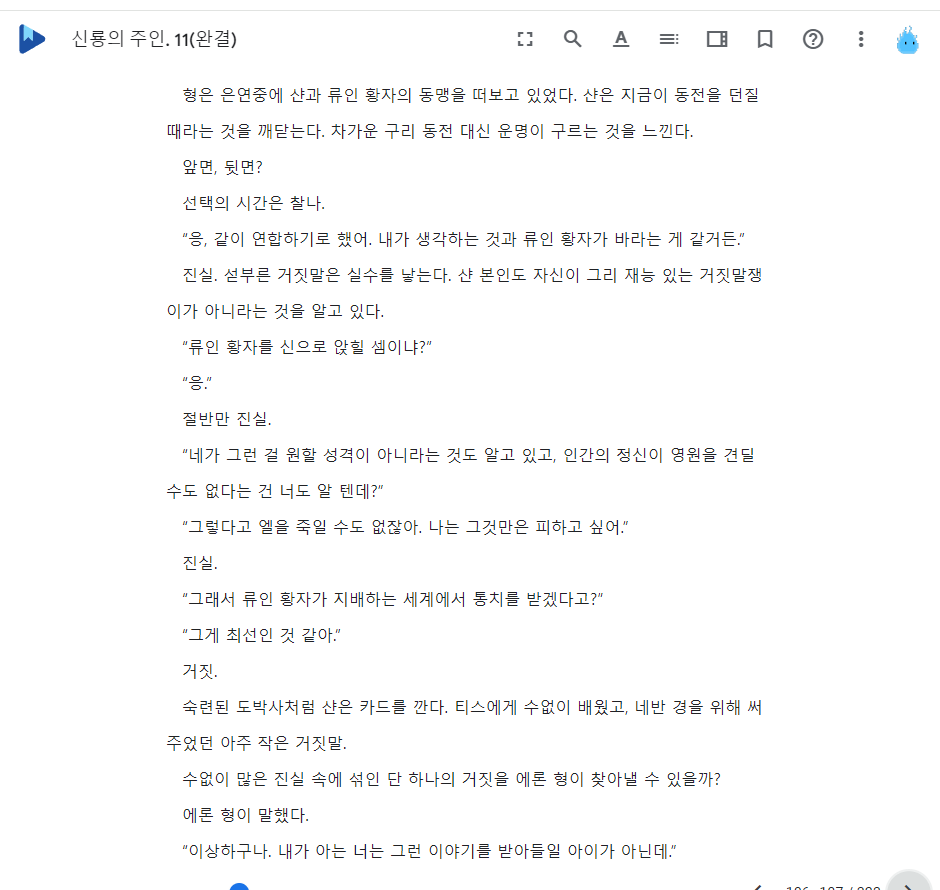 신룡의 주인. 11(완결)
형은 은연중에 샨과 류인 황자의 동맹을 떠보고 있었다. 샨은 지금이 동전을 던질
때라는 것을 깨닫는다. 차가운 구리 동전 대신 운명이 구르는 것을 느낀다.
앞면, 뒷면?
선택의 시간은 찰나.
“응, 같이 연합하기로 했어. 내가 생각하는 것과 류인 황자가 바라는 게 같거든.”
진실. 섣부른 거짓말은 실수를 낳는다. 샨 본인도 자신이 그리 재능 있는 거짓말쟁
이가 아니라는 것을 알고 있다.
“류인 황자를 신으로 앉힐 셈이냐?”
“응.”
절반만 진실.
“네가 그런 걸 원할 성격이 아니라는 것도 알고 있고, 인간의 정신이 영원을 견딜
수도 없다는 건 너도 알 텐데?”
“그렇다고 엘을 죽일 수도 없잖아. 나는 그것만은 피하고 싶어.”
진실.
“그래서 류인 황자가 지배하는 세계에서 통치를 받겠다고?”
“그게 최선인 것 같아.”
거짓.
숙련된 도박사처럼 샨은 카드를 깐다. 티스에게 수없이 배웠고, 네반 경을 위해 써
주었던 아주 작은 거짓말.
수없이 많은 진실 속에 섞인 단 하나의 거짓을 에론 형이 찾아낼 수 있을까?
에론 형이 말했다.
“이상하구나. 내가 아는 너는 그런 이야기를 받아들일 아이가 아닌데.”